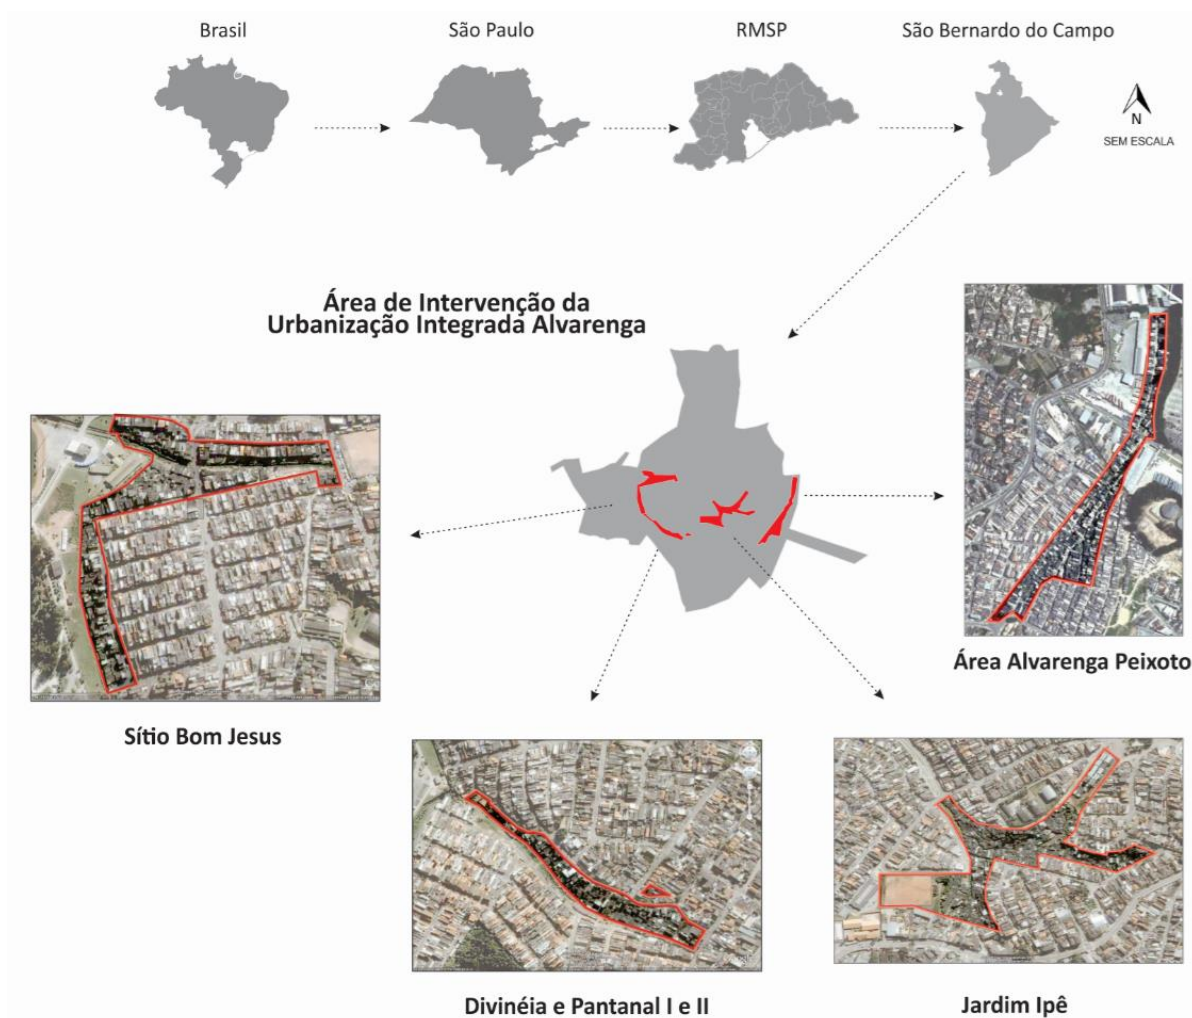 Brasil
São Paulo
RMSP
São Bernardo do Campo
N
SEM ESCALA
Área de Intervenção da
Urbanização Integrada Alvarenga
Área Alvarenga Peixoto
Sítio Bom Jesus
Divinéia e Pantanal I e II
Jardim Ipê